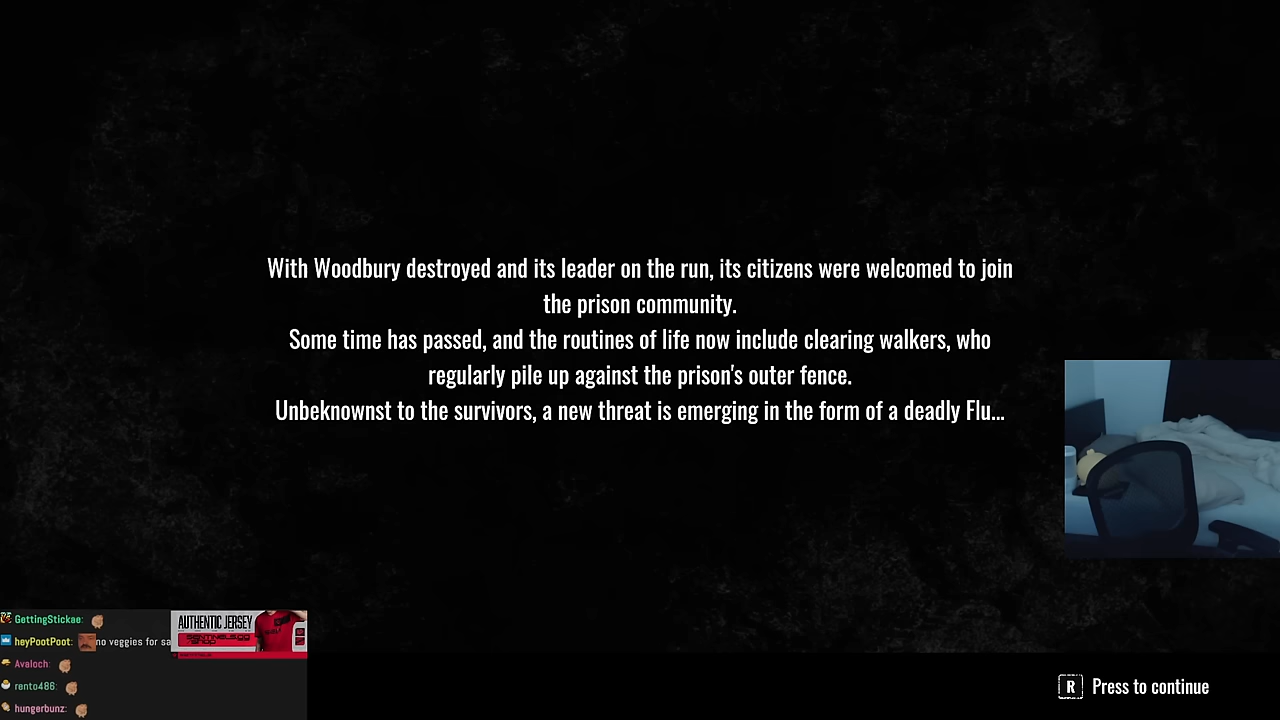 With Woodbury destroyed and its leader on the run, its citizens were welcomed to join
the prison community.
Some time has passed, and the routines of life now include clearing walkers, who
regularly pile up against the prison's outer fence.
Unbeknownst to the survivors, a new threat is emerging in the form of a deadly Flu...
GettingStickae:
heyPootPoot: no veggies for sa
Avaloch:
rento486:
hungerbunz:
AUTHENTIC JERSEY
R Press to continue